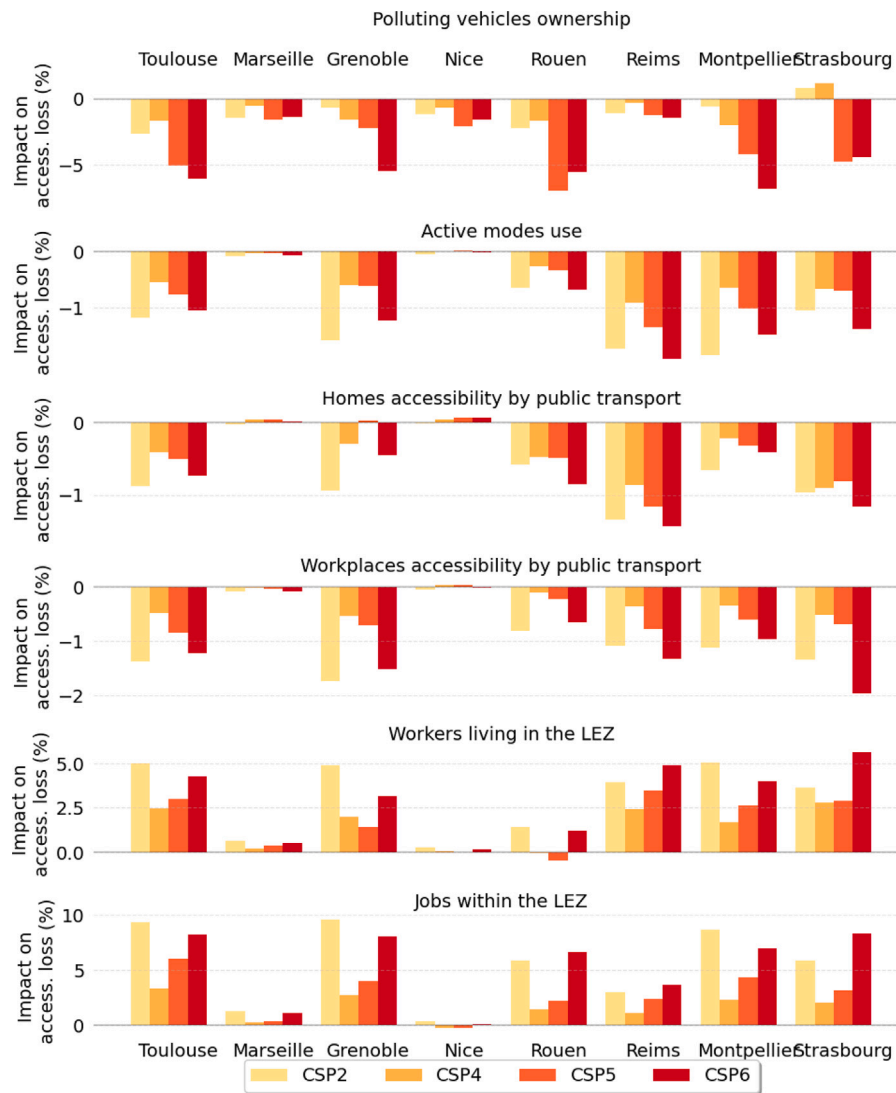 Polluting vehicles ownership
Toulouse Marseille Grenoble Nice Rouen Reims Montpellier Strasbourg
Impact on
access. loss (%)
0
−5
Active modes use
Impact on
access. loss (%)
0
−1
Homes accessibility by public transport
Impact on
access. loss (%)
0
−1
Workplaces accessibility by public transport
Impact on
access. loss (%)
0
−1
−2
Workers living in the LEZ
Impact on
access. loss (%)
5.0
2.5
0.0
Jobs within the LEZ
Impact on
access. loss (%)
10
5
0
Toulouse Marseille Grenoble Nice Rouen Reims Montpellier Strasbourg
CSP2 CSP4 CSP5 CSP6